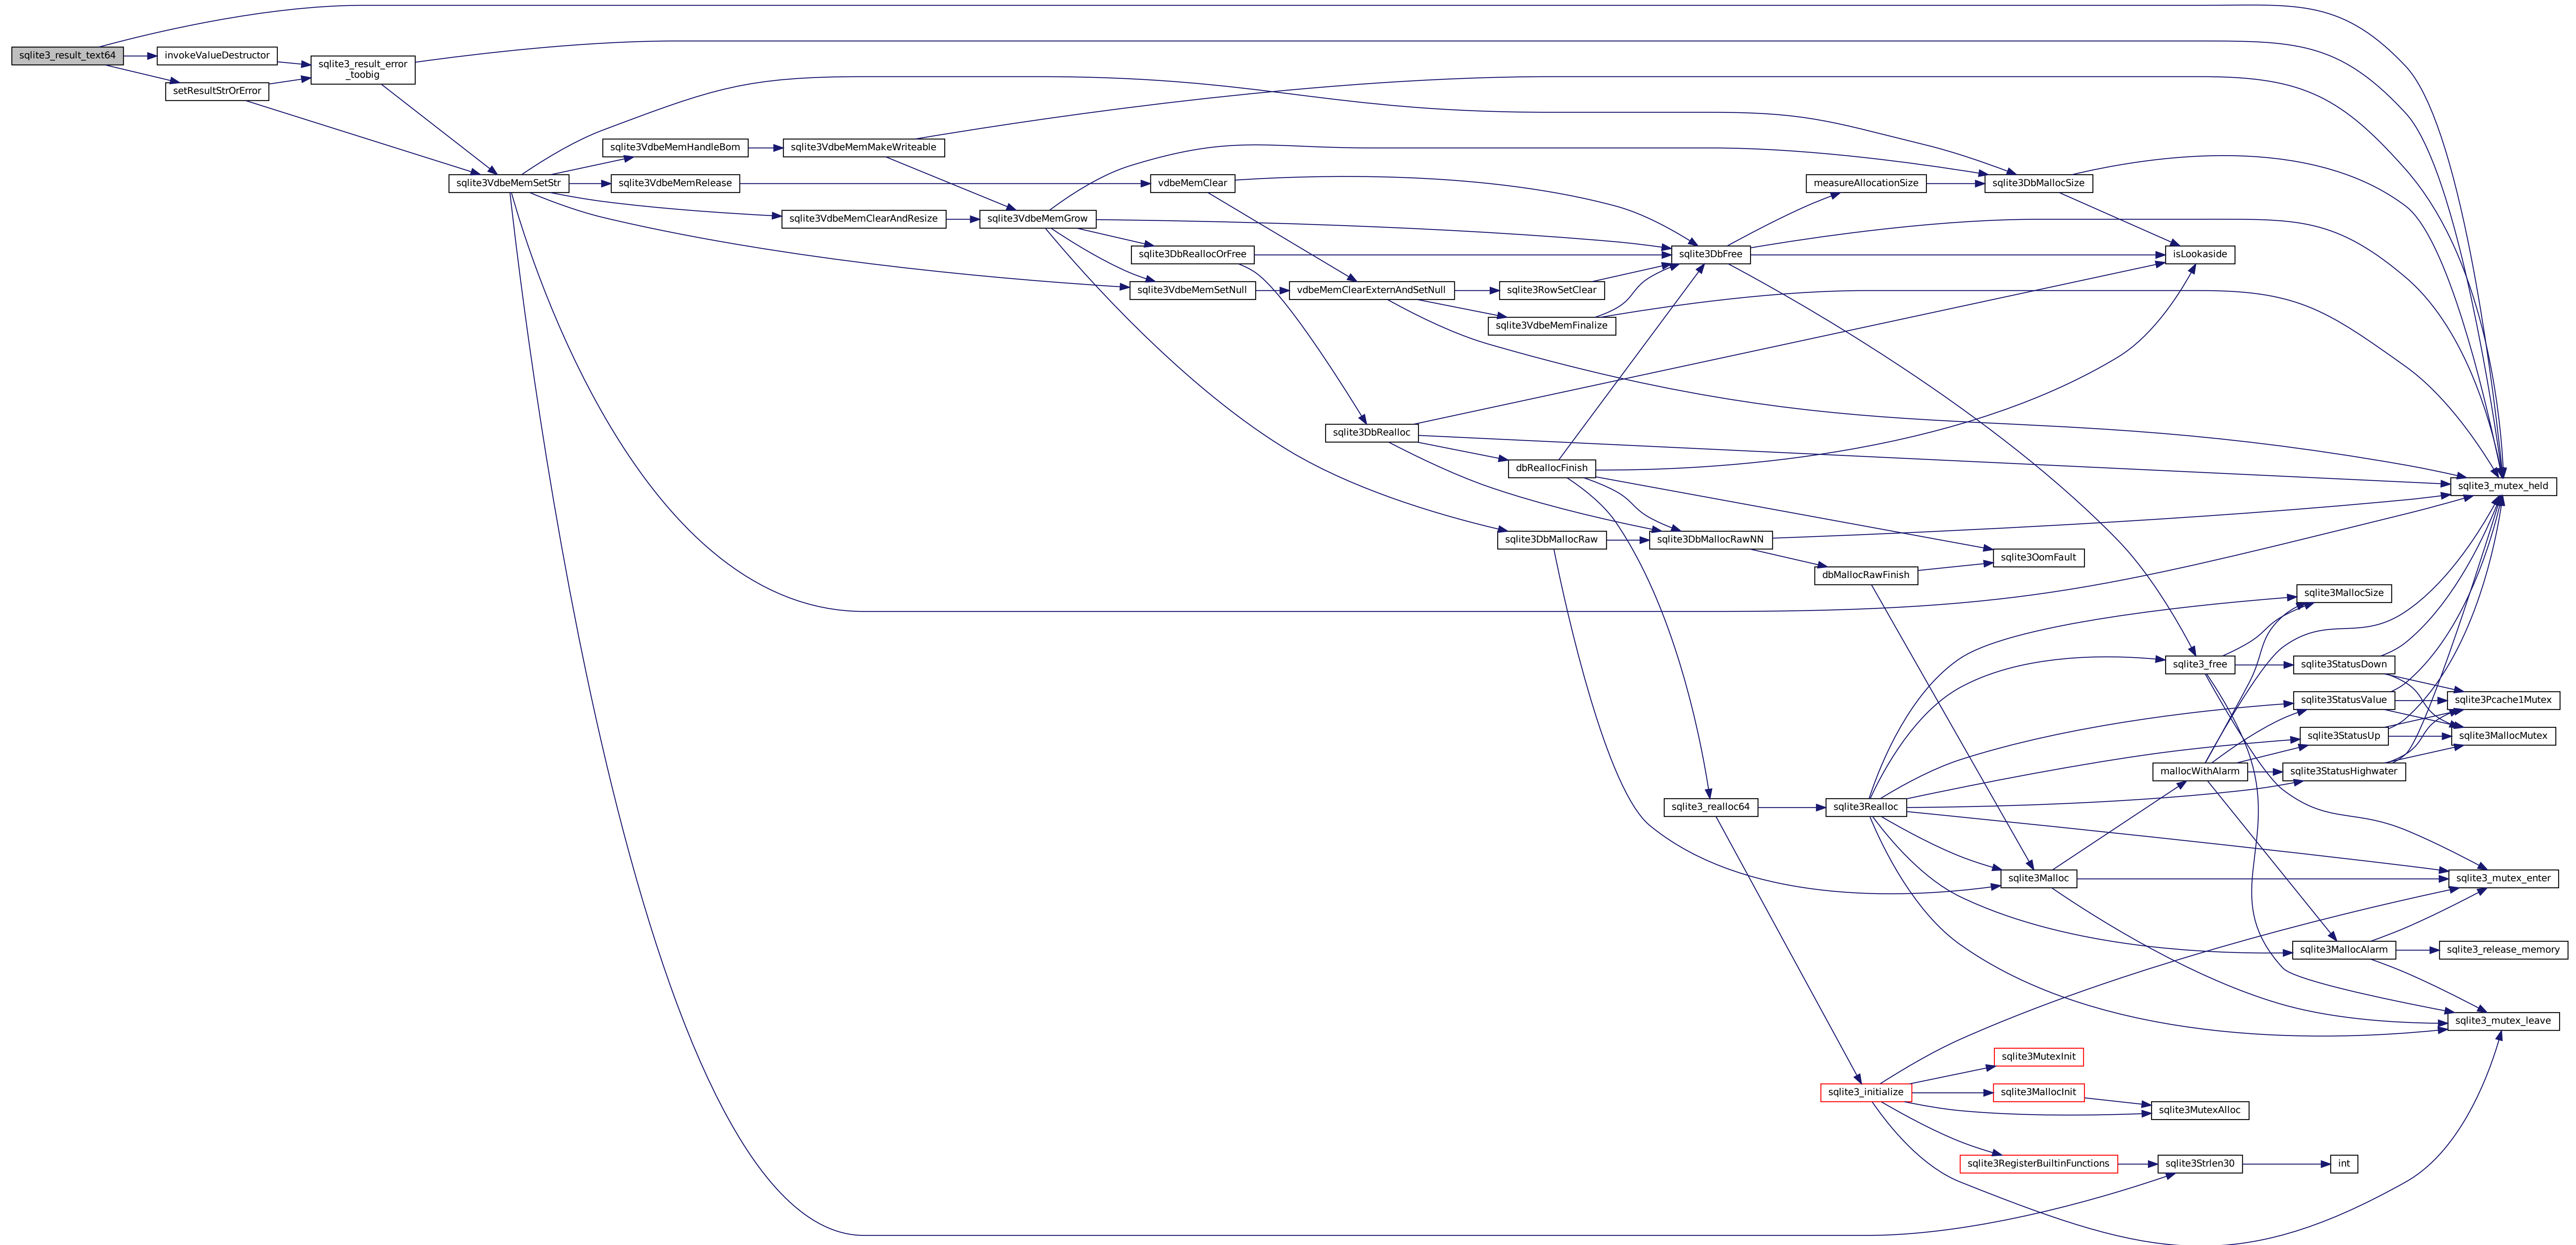 sqlite3_result_text64
invokeValueDestructor
setResultStrOrError
sqlite3_result_error
_toobig
sqlite3VdbeMemSetStr
sqlite3VdbeMemHandleBom
sqlite3VdbeMemRelease
sqlite3VdbeMemMakeWriteable
sqlite3VdbeMemClearAndResize
sqlite3VdbeMemGrow
vdbeMemClear
sqlite3DbReallocOrFree
sqlite3VdbeMemSetNull
vdbeMemClearExternAndSetNull
sqlite3RowSetClear
sqlite3VdbeMemFinalize
sqlite3DbFree
measureAllocationSize
sqlite3DbMallocSize
isLookaside
sqlite3DbRealloc
dbReallocFinish
sqlite3DbMallocRaw
sqlite3DbMallocRawNN
dbMallocRawFinish
sqlite3OomFault
sqlite3_mutex_held
sqlite3MallocSize
sqlite3_free
sqlite3StatusDown
sqlite3StatusValue
sqlite3StatusUp
sqlite3StatusHighwater
sqlite3Pcache1Mutex
sqlite3MallocMutex
mallocWithAlarm
sqlite3_realloc64
sqlite3Realloc
sqlite3Malloc
sqlite3_mutex_enter
sqlite3MallocAlarm
sqlite3_release_memory
sqlite3_mutex_leave
sqlite3_initialize
sqlite3MutexInit
sqlite3MallocInit
sqlite3MutexAlloc
sqlite3RegisterBuiltinFunctions
sqlite3Strlen30
int